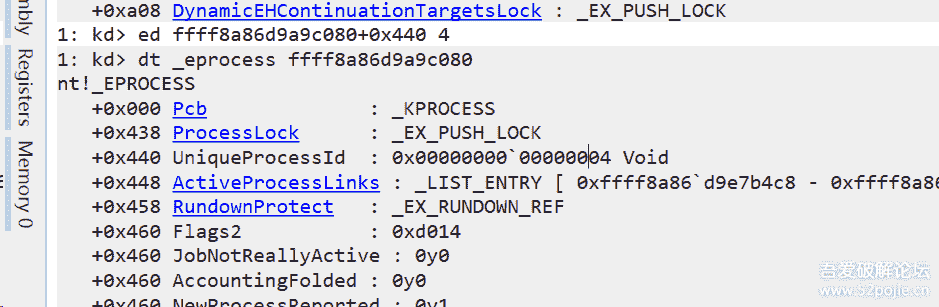 +0xa08 DynamicEHContinuationTargetsLock : _EX_PUSH_LOCK
1: kd> ed ffff8a86d9a9c080+0x440 4
1: kd> dt _eprocess ffff8a86d9a9c080
nt!_EPROCESS
+0x000 Pcb : _KPROCESS
+0x438 ProcessLock : _EX_PUSH_LOCK
+0x440 UniqueProcessId : 0x00000000`00000004 Void
+0x448 ActiveProcessLinks : _LIST_ENTRY [ 0xffff8a86`d9e7b4c8 - 0xffff8a86
+0x458 RundownProtect : _EX_RUNDOWN_REF
+0x460 Flags2 : 0xd014
+0x460 JobNotReallyActive : 0y0
+0x460 AccountingFolded : 0y0
+0x460 NewProcessReported : 0y1
mbly
Registers
Memory 0
吾爱破解论坛
www.52pojie.cn